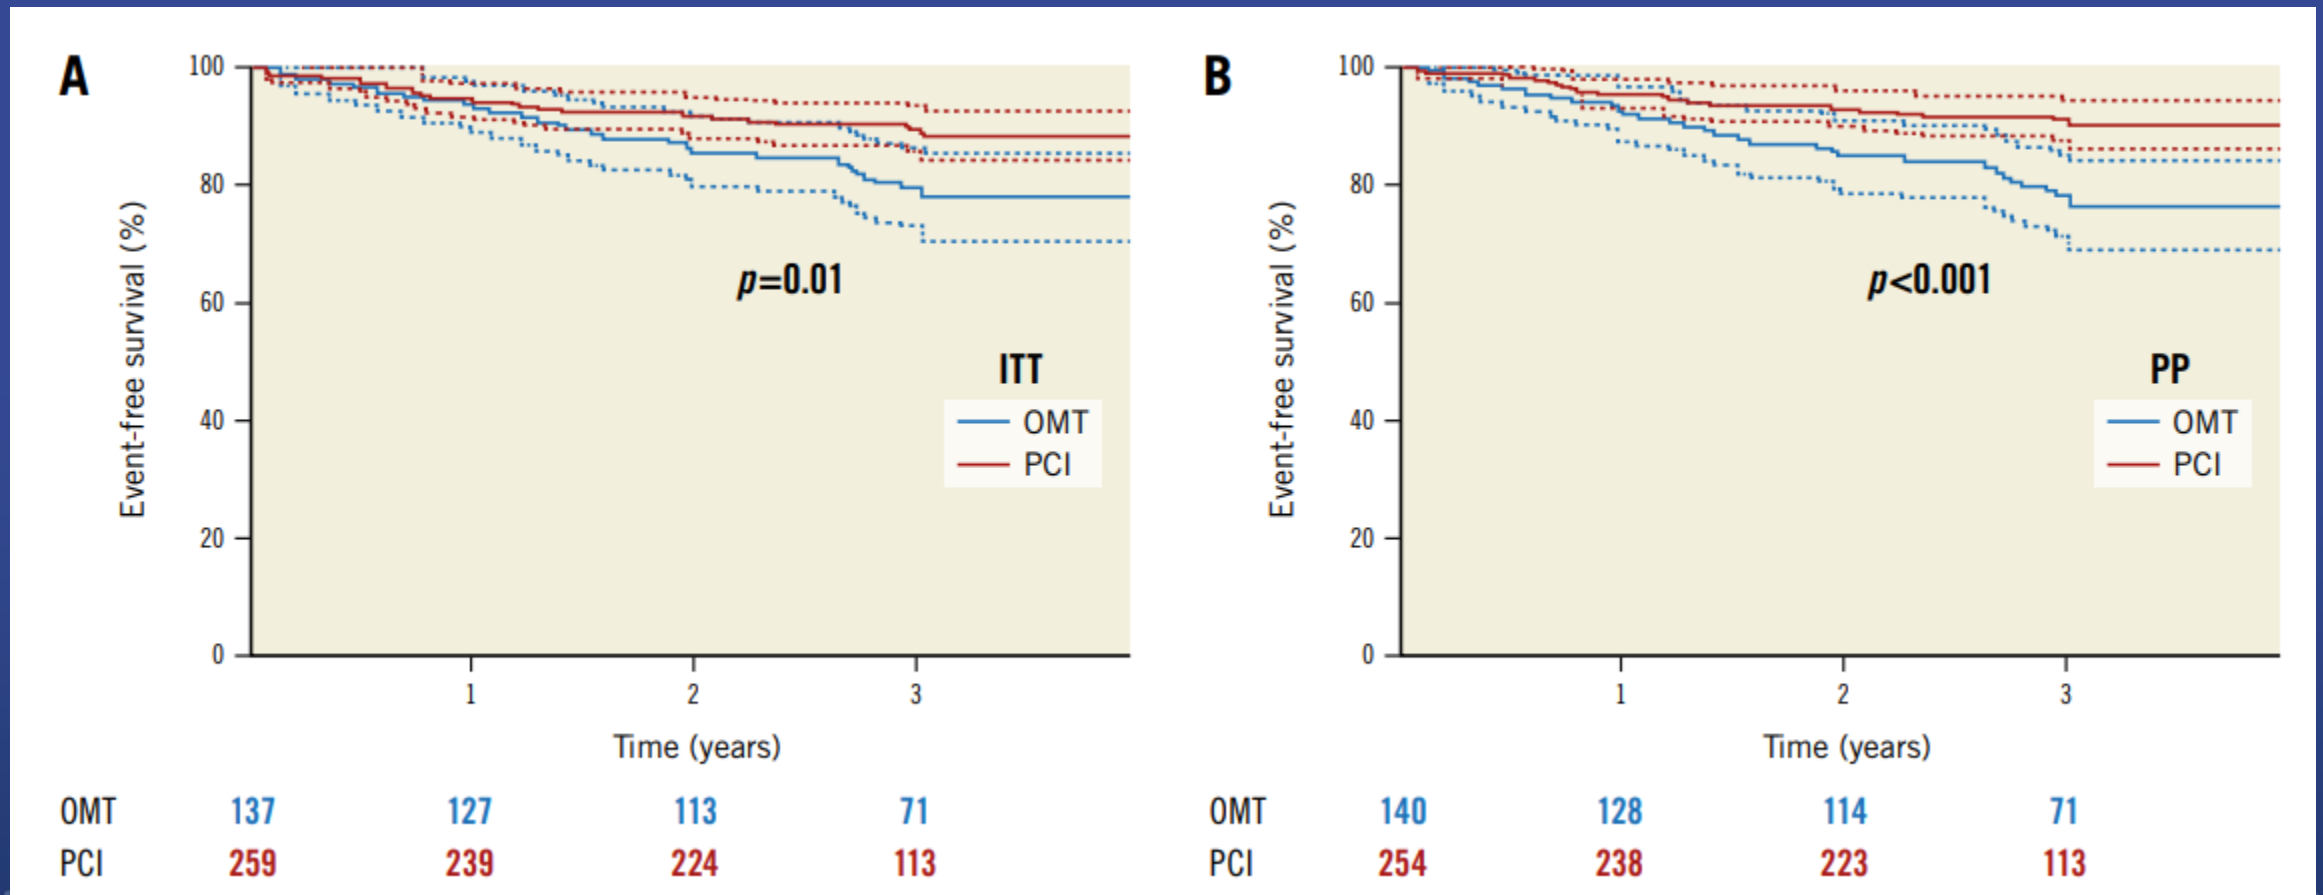 A
Event-free survival (%)
100
80
60
40
20
0
p=0.01
ITT
OMT
PCI
1 2 3
Time (years)
OMT 137 127 113 71
PCI 259 239 224 113
B
Event-free survival (%)
100
80
60
40
20
0
p<0.001
PP
OMT
PCI
1 2 3
Time (years)
OMT 140 128 114 71
PCI 254 238 223 113